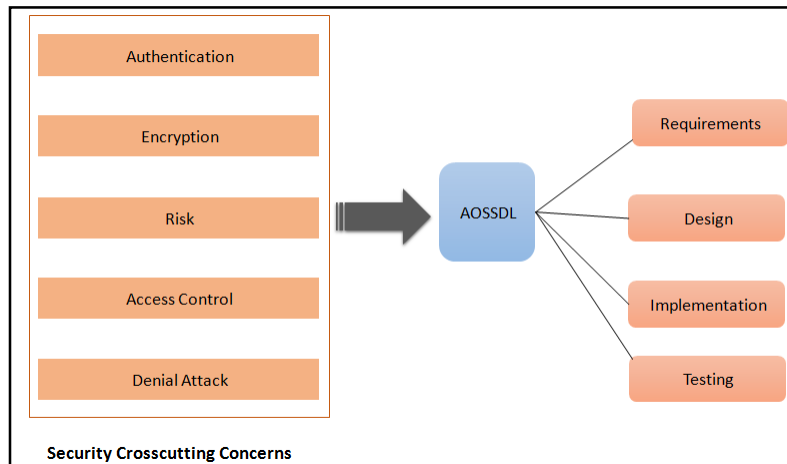 Authentication
Encryption
Risk
Access Control
Denial Attack
Security Crosscutting Concerns
AOSSDL
Requirements
Design
Implementation
Testing